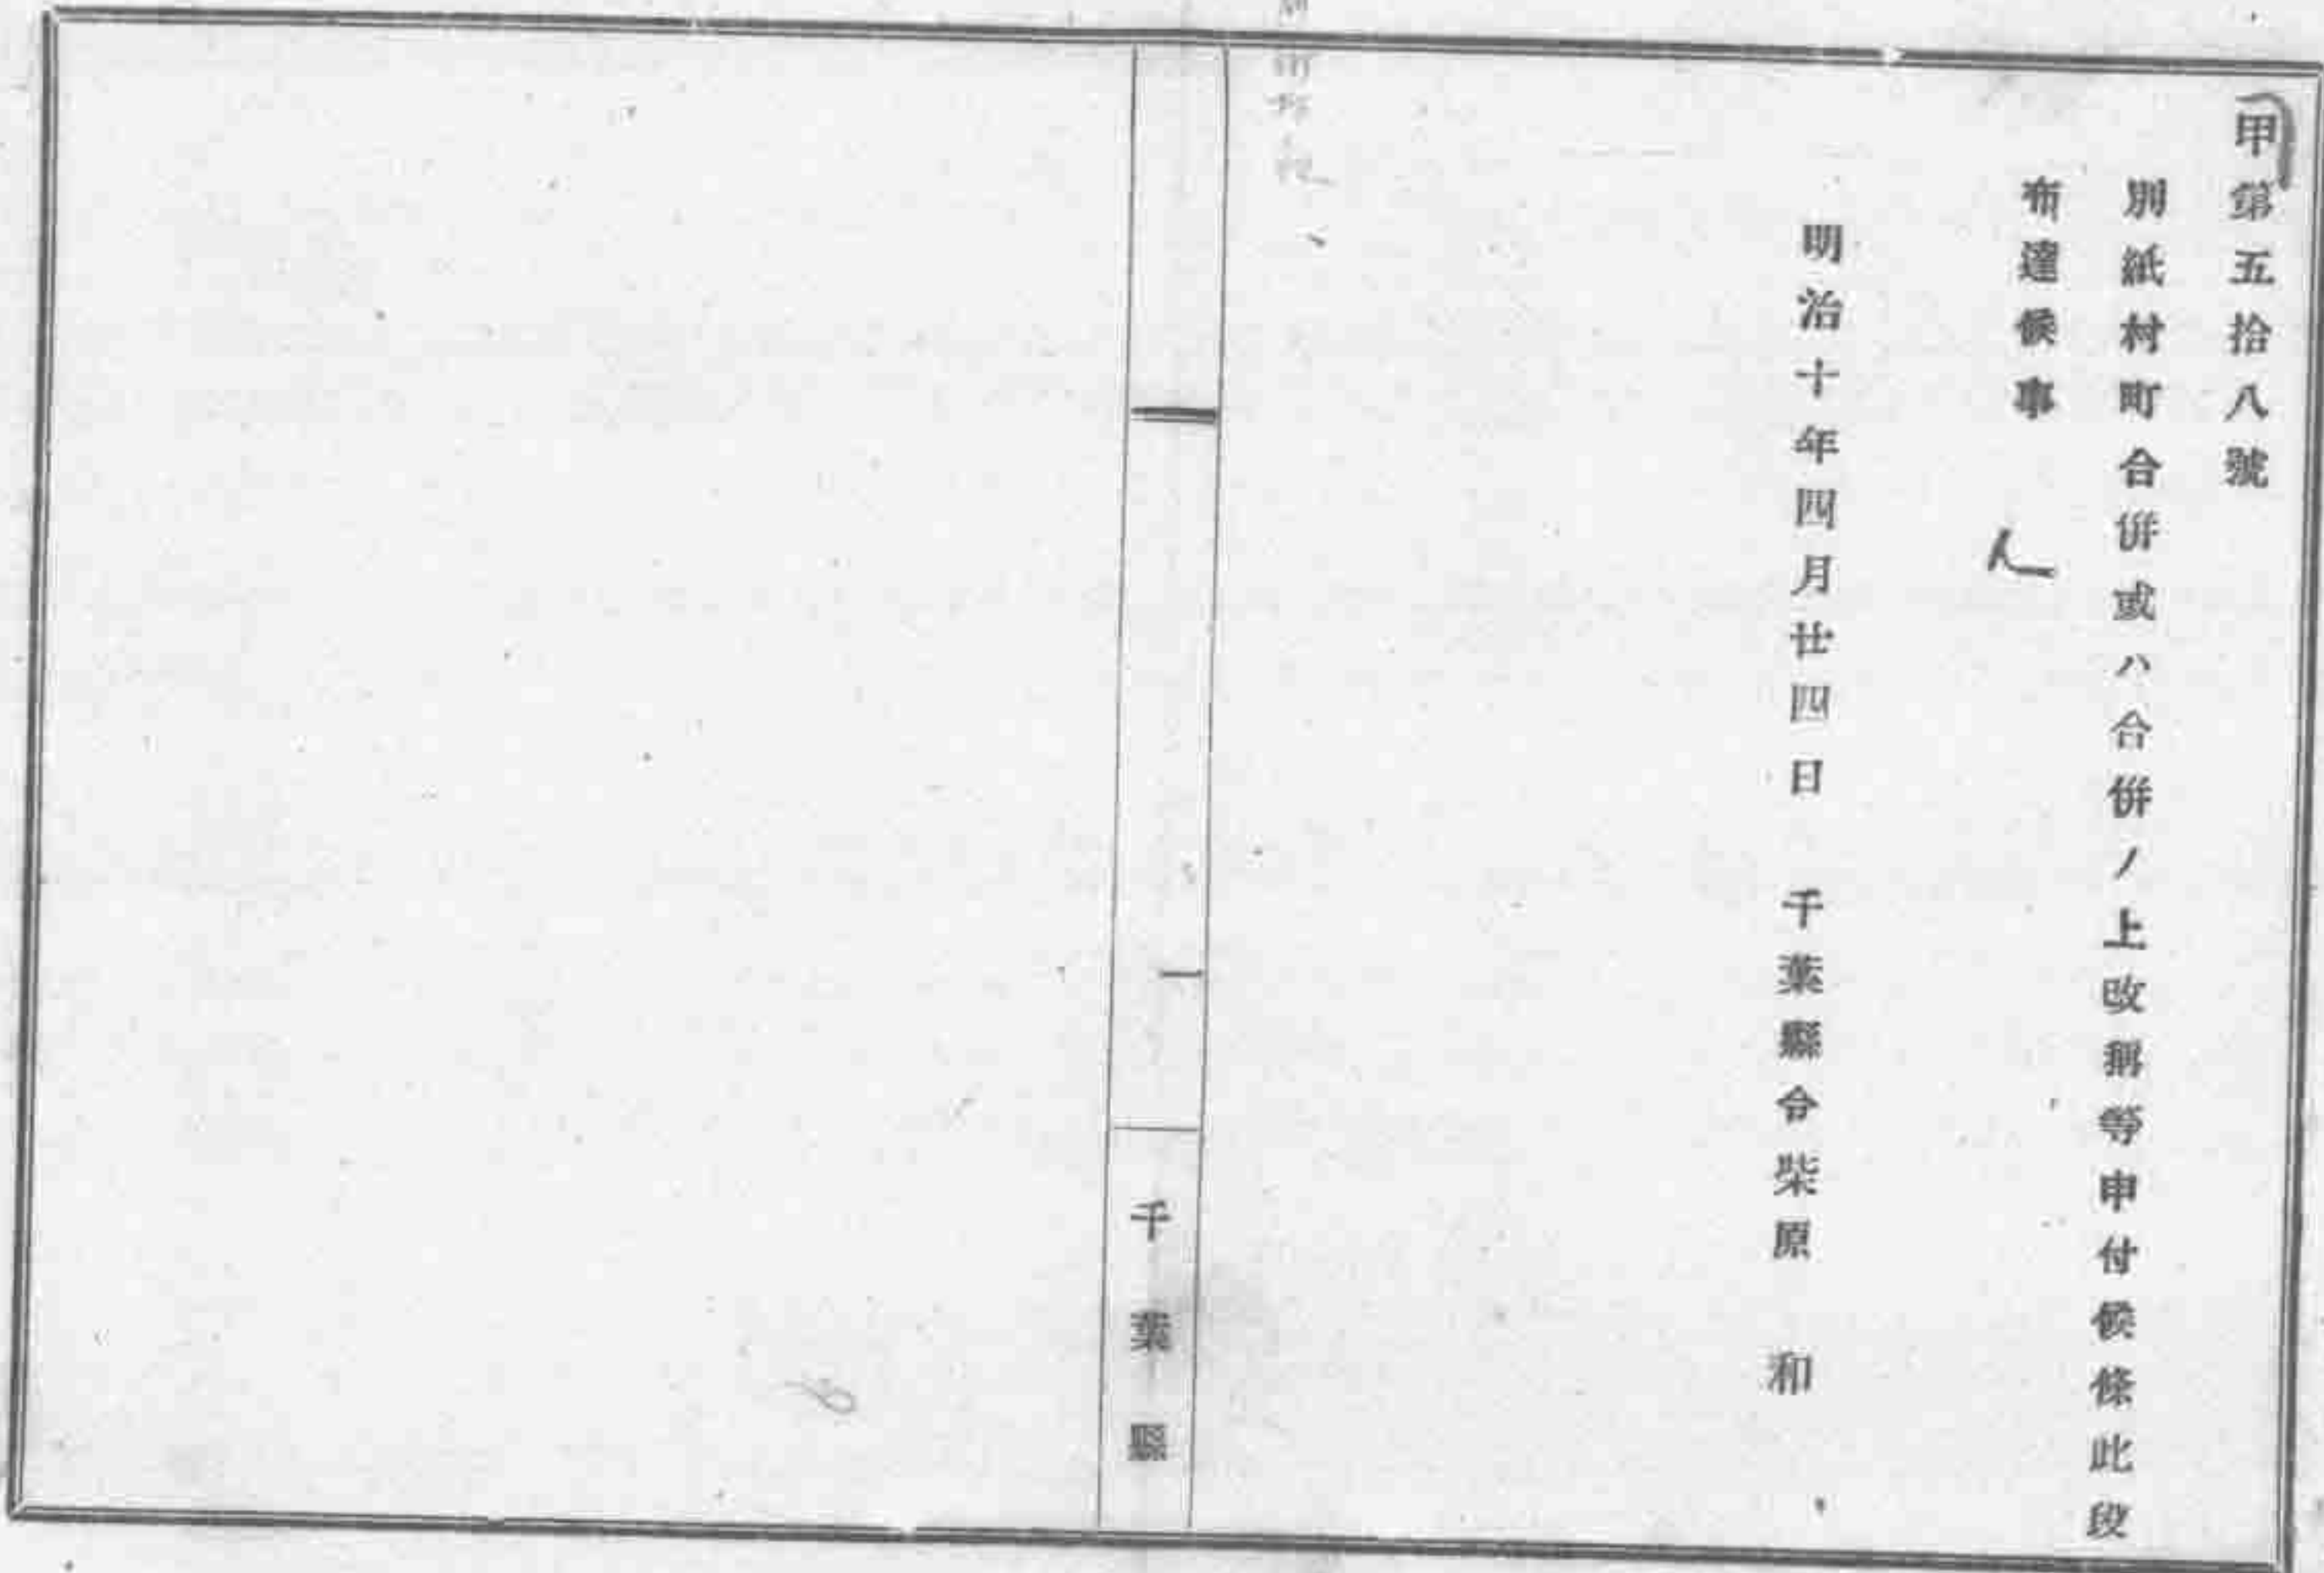 甲第五拾八號
別紙村町合併或ハ合併ノ上改稱等申付候條此段
布達候事
明治十年四月廿四日　千葉縣令柴原　和
千葉縣